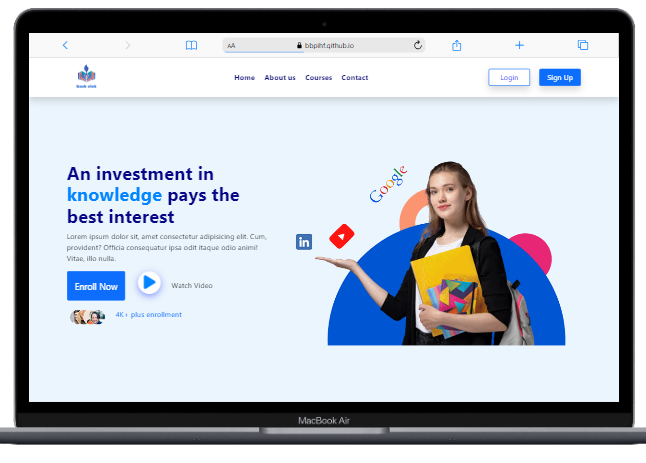 AA
bbpihf.github.io
book club
Home About us Courses Contact
Login Sign Up
An investment in
knowledge pays the
best interest
Lorem ipsum dolor sit, amet consectetur adipisicing elit. Cum,
provident? Officia consequatur ipsa odit itaque odio animi!
Vitae, illo nulla.
Enroll Now
Watch Video
4K+ plus enrollment
Google
in
MacBook Air